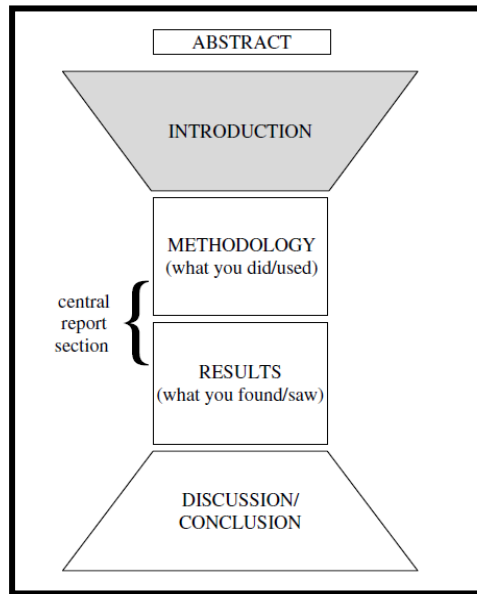 ABSTRACT
INTRODUCTION
METHODOLOGY
(what you did/used)
central
report
section
RESULTS
(what you found/saw)
DISCUSSION/
CONCLUSION